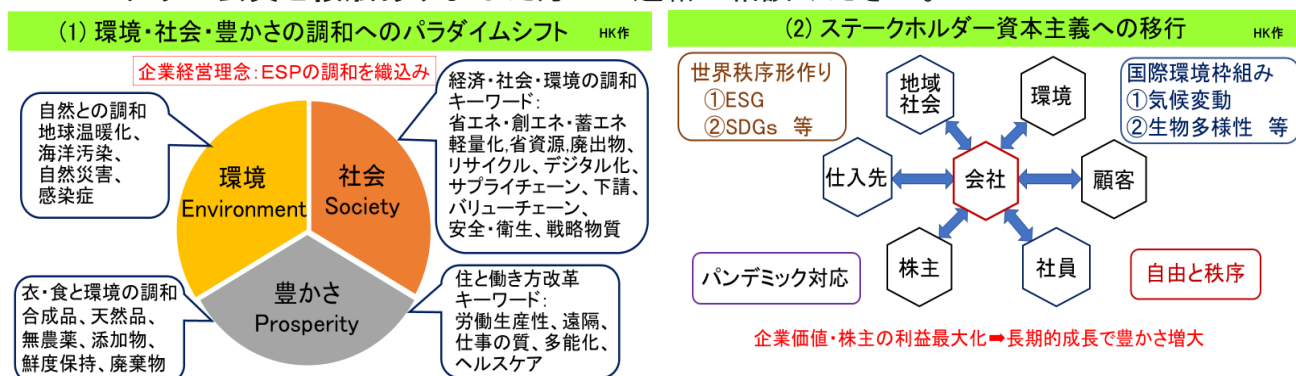 (1) 環境・社会・豊かさの調和へのパラダイムシフト HK作
企業経営理念:ESPの調和を織込み
自然との調和
地球温暖化、
海洋汚染、
自然災害、
感染症
経済・社会・環境の調和
キーワード:
省エネ・創エネ・蓄エネ
軽量化,省資源,廃出物、
リサイクル、デジタル化、
サプライチェーン、下請、
バリューチェーン、
安全・衛生、戦略物質
環境
Environment
社会
Society
豊かさ
Prosperity
衣・食と環境の調和
合成品、天然品、
無農薬、添加物、
鮮度保持、廃棄物
住と働き方改革
キーワード:
労働生産性、遠隔、
仕事の質、多能化、
ヘルスケア
(2) ステークホルダー資本主義への移行 HK作
世界秩序形作り
①ESG
②SDGs 等
地域
社会
環境
国際環境枠組み
①気候変動
②生物多様性 等
仕入先
会社
顧客
パンデミック対応
株主
社員
自由と秩序
企業価値・株主の利益最大化➡長期的成長で豊かさ増大